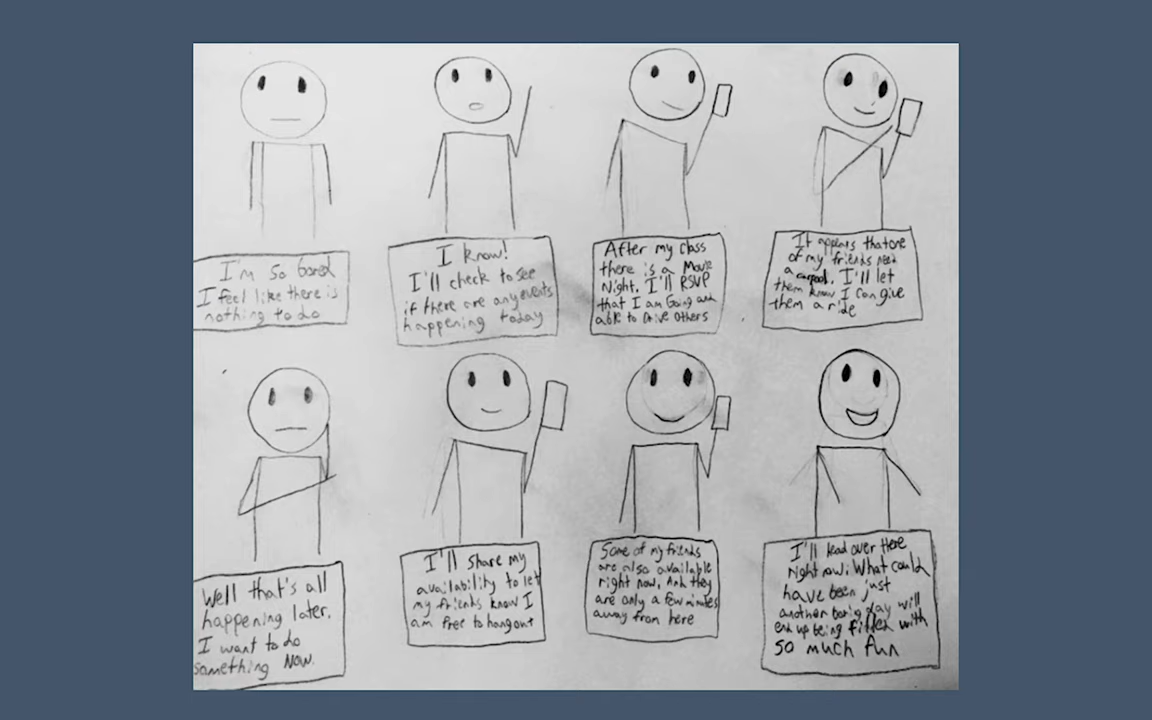 I'm so bored
I feel like there is
nothing to do
I know!
I'll check to see
if there are any events
happening today
After my class
there is a Movie
Night. I'll RSVP
that I am Going and
able to Drive Others
It appears that one
of my friends need
a carpool. I'll let
them know I can give
them a ride
Well that's all
happening later.
I want to do
something NOW.
I'll share my
availability to let
my friends know I
am free to hangout
Some of my friends
are also available
right now. And they
are only a few minutes
away from here
I'll head over there
right now. What could
have been just
another boring day will
end up being filled with
so much fun